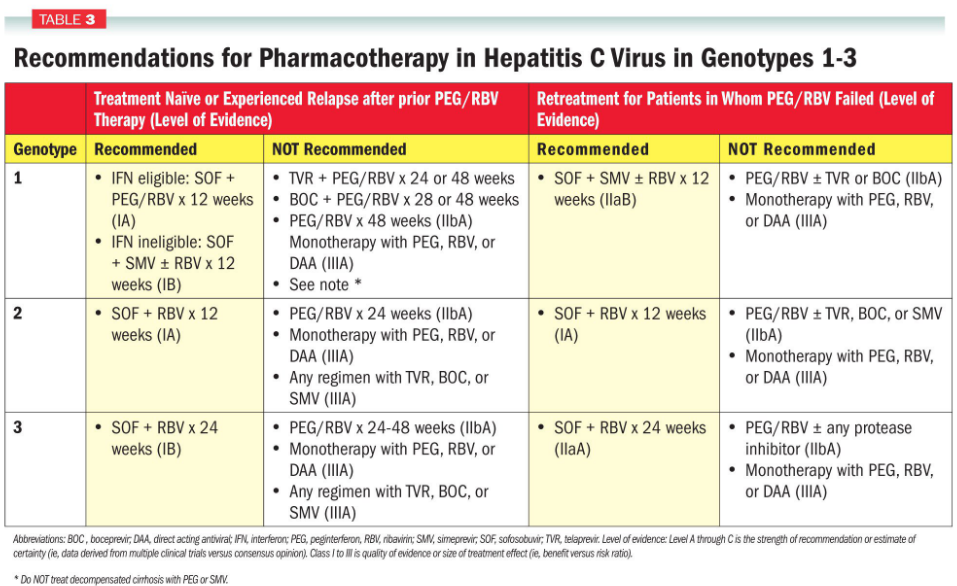 TABLE 3
Recommendations for Pharmacotherapy in Hepatitis C Virus in Genotypes 1-3
Treatment Naïve or Experienced Relapse after prior PEG/RBV
Therapy (Level of Evidence)
Retreatment for Patients in Whom PEG/RBV Failed (Level of
Evidence)
Genotype
Recommended
NOT Recommended
Recommended
NOT Recommended
1
• IFN eligible: SOF +
PEG/RBV x 12 weeks
(IA)
• IFN ineligible: SOF
+ SMV ± RBV x 12
weeks (IB)
• TVR + PEG/RBV x 24 or 48 weeks
• BOC + PEG/RBV x 28 or 48 weeks
• PEG/RBV x 48 weeks (IIbA)
Monotherapy with PEG, RBV, or
DAA (IIIA)
• See note *
• SOF + SMV ± RBV x 12
weeks (IIaB)
• PEG/RBV ± TVR or BOC (IIbA)
• Monotherapy with PEG, RBV,
or DAA (IIIA)
2
• SOF + RBV x 12
weeks (IA)
• PEG/RBV x 24 weeks (IIbA)
• Monotherapy with PEG, RBV, or
DAA (IIIA)
• Any regimen with TVR, BOC, or
SMV (IIIA)
• SOF + RBV x 12 weeks
(IA)
• PEG/RBV ± TVR, BOC, or SMV
(IIbA)
• Monotherapy with PEG, RBV,
or DAA (IIIA)
3
• SOF + RBV x 24
weeks (IB)
• PEG/RBV x 24-48 weeks (IIbA)
• Monotherapy with PEG, RBV, or
DAA (IIIA)
• Any regimen with TVR, BOC, or
SMV (IIIA)
• SOF + RBV x 24 weeks
(IIaA)
• PEG/RBV ± any protease
inhibitor (IIbA)
• Monotherapy with PEG, RBV,
or DAA (IIIA)
Abbreviations: BOC , boceprevir; DAA, direct acting antiviral; IFN, interferon; PEG, peginterferon, RBV, ribavirin; SMV, simeprevir; SOF, sofosobuvir; TVR, telaprevir. Level of evidence: Level A through C is the strength of recommendation or estimate of
certainty (ie, data derived from multiple clinical trials versus consensus opinion). Class I to III is quality of evidence or size of treatment effect (ie, benefit versus risk ratio).
* Do NOT treat decompensated cirrhosis with PEG or SMV.